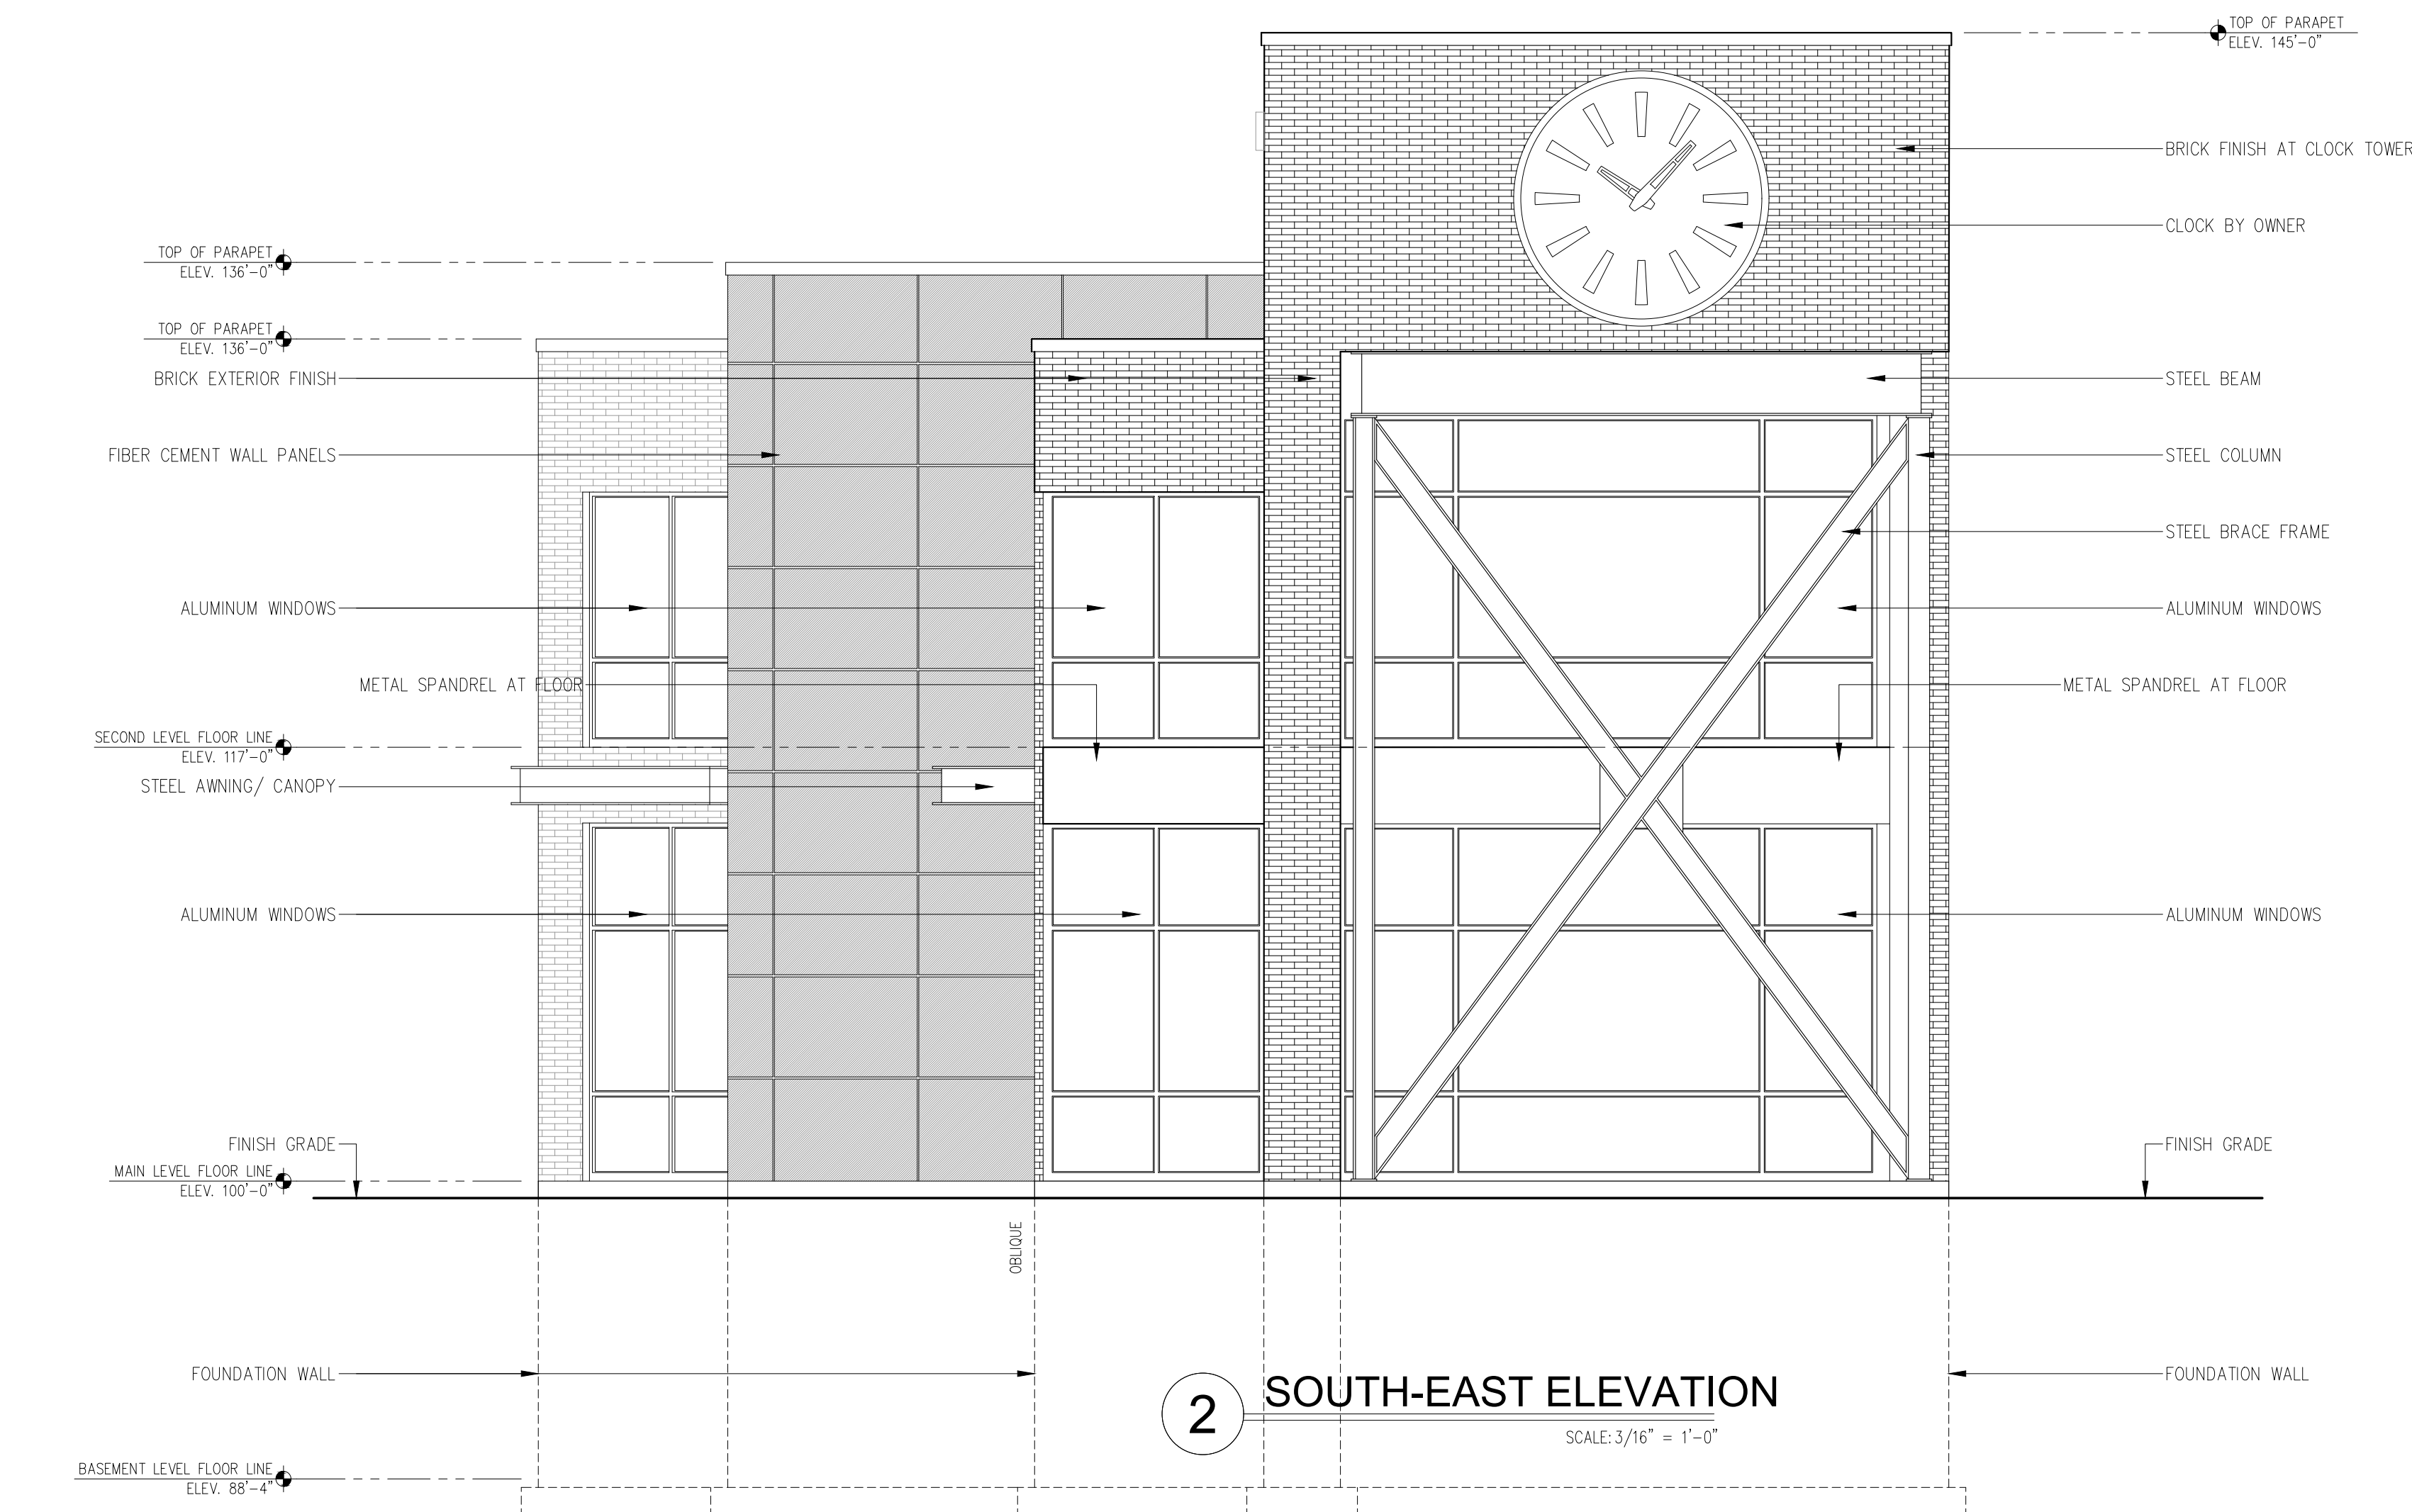 TOP OF PARAPET
ELEV. 145'-0"
BRICK FINISH AT CLOCK TOWER
CLOCK BY OWNER
TOP OF PARAPET
ELEV. 136'-0"
TOP OF PARAPET
ELEV. 136'-0"
BRICK EXTERIOR FINISH
STEEL BEAM
FIBER CEMENT WALL PANELS
STEEL COLUMN
STEEL BRACE FRAME
ALUMINUM WINDOWS
ALUMINUM WINDOWS
METAL SPANDREL AT FLOOR
METAL SPANDREL AT FLOOR
SECOND LEVEL FLOOR LINE
ELEV. 117'-0"
STEEL AWNING/ CANOPY
ALUMINUM WINDOWS
ALUMINUM WINDOWS
FINISH GRADE
FINISH GRADE
MAIN LEVEL FLOOR LINE
ELEV. 100'-0"
OBLIQUE
FOUNDATION WALL
FOUNDATION WALL
2 SOUTH-EAST ELEVATION
SCALE: 3/16" = 1'-0"
BASEMENT LEVEL FLOOR LINE
ELEV. 88'-4"